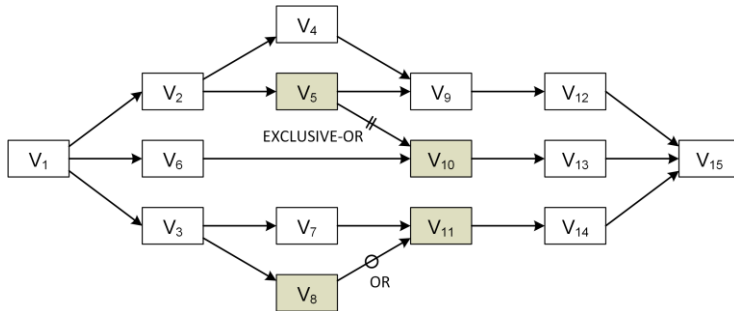 V₄
V₂ V₅ V₉ V₁₂
EXCLUSIVE-OR
V₁ V₆ V₁₀ V₁₃ V₁₅
V₃ V₇ V₁₁ V₁₄
OR
V₈